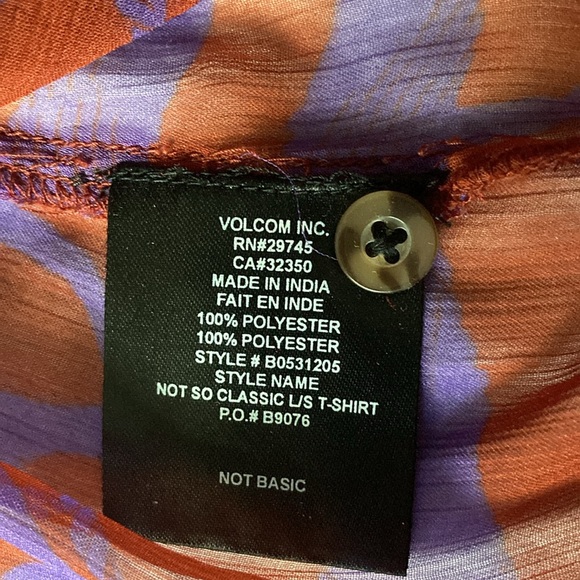 VOLCOM INC.
RN#29745
CA#32350
MADE IN INDIA
FAIT EN INDE
100% POLYESTER
100% POLYESTER
STYLE # B0531205
STYLE NAME
NOT SO CLASSIC L/S T-SHIRT
P.O.# B9076
NOT BASIC